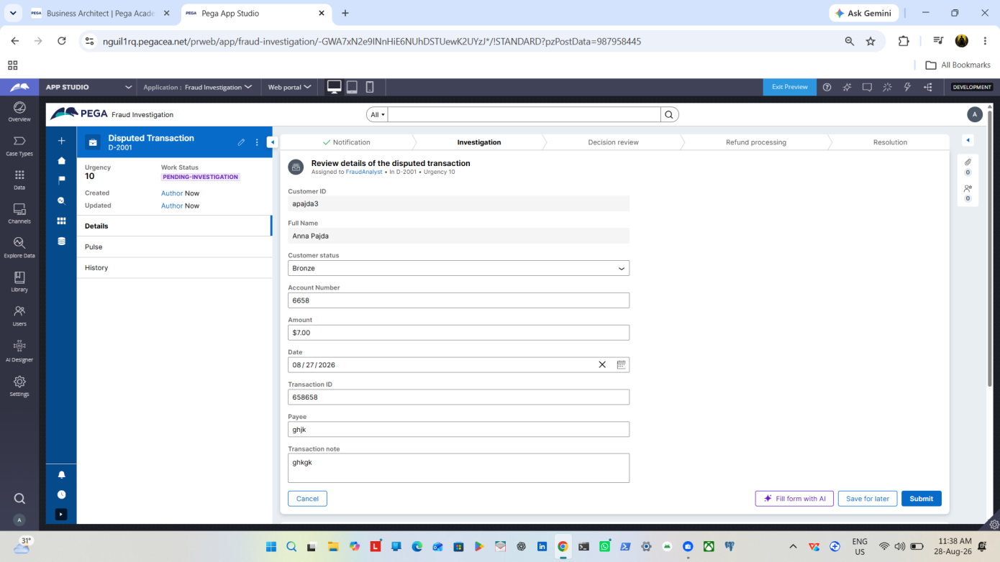 Business Architect | Pega Acade
PEGA Pega App Studio
Ask Gemini
nguil1rq.pegacea.net/prweb/app/fraud-investigation/-GWA7xN2e9INnHiE6NUhDSTUewK2UYzJ*/!STANDARD?pzPostData=987958445
All Bookmarks
APP STUDIO
Application : Fraud Investigation
Web portal
Exit Preview
DEVELOPMENT
Overview
Case Types
Data
Channels
Explore Data
Library
Users
AI Designer
Settings
A
PEGA Fraud Investigation
All
A
Disputed Transaction
D-2001
Urgency
10
Work Status
PENDING-INVESTIGATION
Created
Author Now
Updated
Author Now
Details
Pulse
History
Notification
Investigation
Decision review
Refund processing
Resolution
Review details of the disputed transaction
Assigned to FraudAnalyst • In D-2001 • Urgency 10
Customer ID
apajda3
Full Name
Anna Pajda
Customer status
Bronze
Account Number
6658
Amount
$7.00
Date
08/27/2026
Transaction ID
658658
Payee
ghjk
Transaction note
ghkgk
Cancel
Fill form with AI
Save for later
Submit
0
0
31°
ENG
US
11:38 AM
28-Aug-26